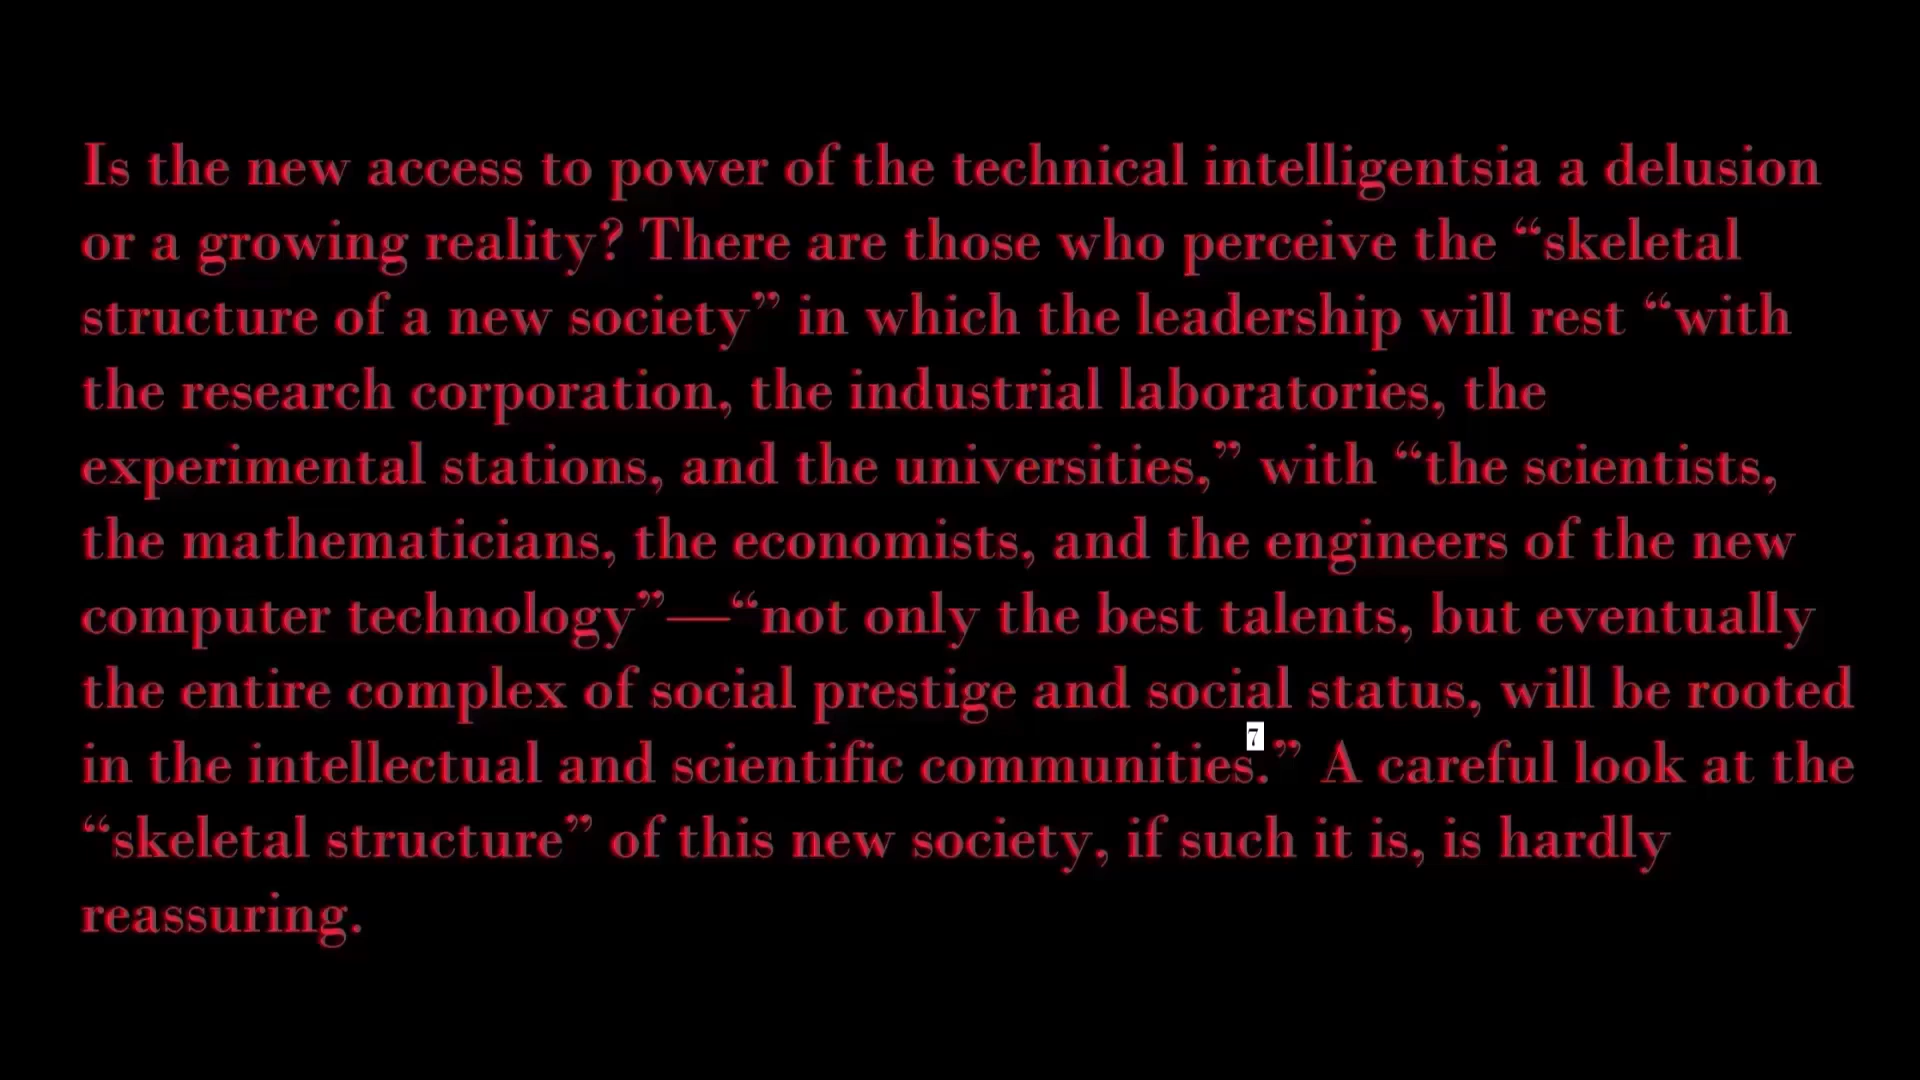 Is the new access to power of the technical intelligentsia a delusion
or a growing reality? There are those who perceive the “skeletal
structure of a new society” in which the leadership will rest “with
the research corporation, the industrial laboratories, the
experimental stations, and the universities,” with “the scientists,
the mathematicians, the economists, and the engineers of the new
computer technology”—“not only the best talents, but eventually
the entire complex of social prestige and social status, will be rooted
in the intellectual and scientific communities.”7 A careful look at the
“skeletal structure” of this new society, if such it is, is hardly
reassuring.